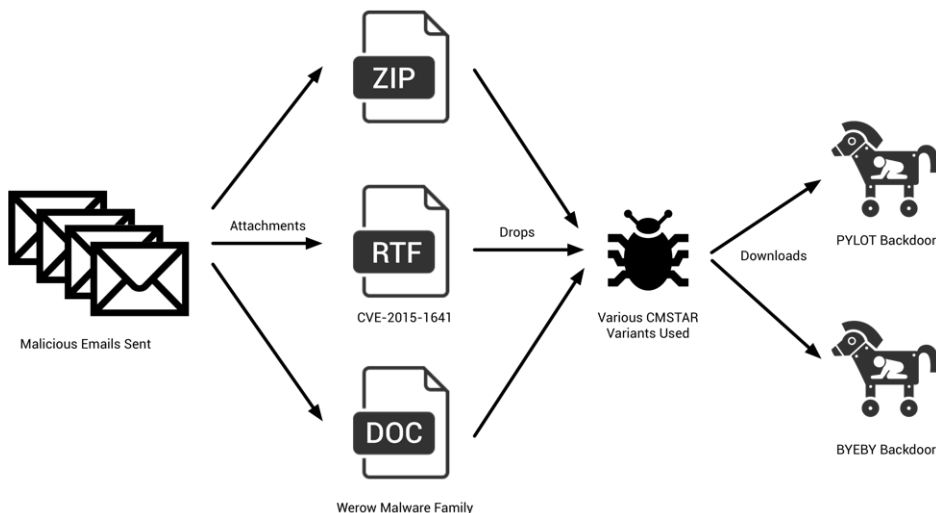 ZIP
Attachments
RTF
Drops
CVE-2015-1641
Malicious Emails Sent
DOC
Werow Malware Family
Various CMSTAR
Variants Used
Downloads
PYLOT Backdoor
BYEBY Backdoor